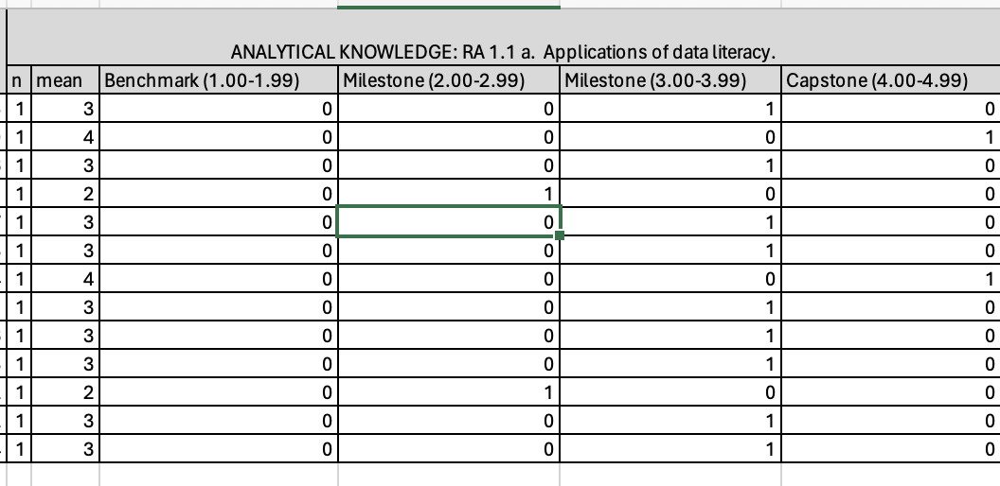 ANALYTICAL KNOWLEDGE: RA 1.1 a. Applications of data literacy.
n mean Benchmark (1.00-1.99) Milestone (2.00-2.99) Milestone (3.00-3.99) Capstone (4.00-4.99)
1 3 0 0 1 0
1 4 0 0 0 1
1 3 0 0 1 0
1 2 0 1 0 0
1 3 0 0 1 0
1 3 0 0 1 0
1 4 0 0 0 1
1 3 0 0 1 0
1 3 0 0 1 0
1 3 0 0 1 0
1 2 0 1 0 0
1 3 0 0 1 0
1 3 0 0 1 0